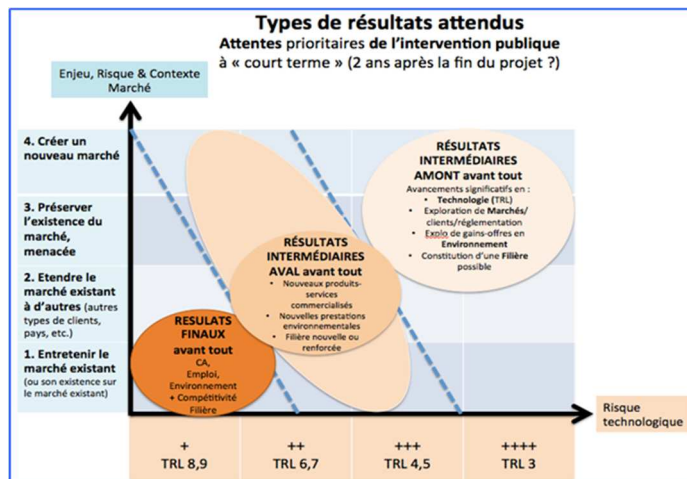 Types de résultats attendus
Attentes prioritaires de l'intervention publique
à « court terme » (2 ans après la fin du projet ?)
Enjeu, Risque & Contexte
Marché
4. Créer un
nouveau marché
3. Préserver
l'existence du
marché,
menacée
2. Etendre le
marché existant
à d'autres (autres
types de clients,
pays, etc.)
1. Entretenir le
marché existant
(ou son existence sur
le marché existant)
RÉSULTATS
INTERMÉDIAIRES
AMONT avant tout
Avancements significatifs en :
• Technologie (TRL)
• Exploration de Marchés/
clients/réglementation
• Explo de gains-offres en
Environnement
• Constitution d'une Filière
possible
RÉSULTATS
INTERMÉDIAIRES
AVAL avant tout
• Nouveaux produits-
services
commercialisés
• Nouvelles prestations
environnementales
• Filière nouvelle ou
renforcée
RESULTATS
FINAUX
avant tout
CA,
Emploi,
Environnement
+ Compétitivité
Filière
Risque
technologique
+
TRL 8,9
++
TRL 6,7
+++
TRL 4,5
++++
TRL 3